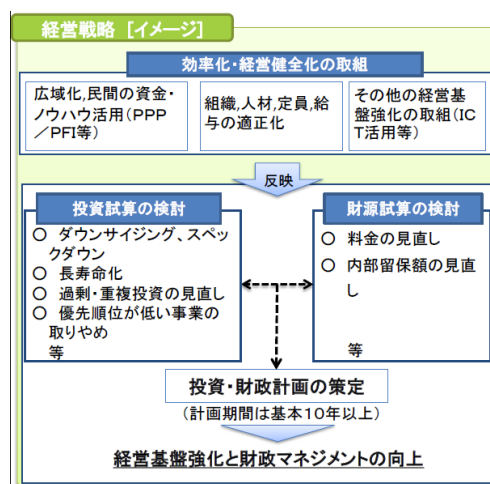 経営戦略 [イメージ]
効率化・経営健全化の取組
広域化,民間の資金・
ノウハウ活用(PPP
/PFI等)
組織,人材,定員,給
与の適正化
その他の経営基
盤強化の取組(IC
T活用等)
反映
投資試算の検討
○ ダウンサイジング、スペッ
クダウン
○ 長寿命化
○ 過剰・重複投資の見直し
○ 優先順位が低い事業の
取りやめ
等
財源試算の検討
○ 料金の見直し
○ 内部留保額の見直
し
等
投資・財政計画の策定
(計画期間は基本10年以上)
経営基盤強化と財政マネジメントの向上